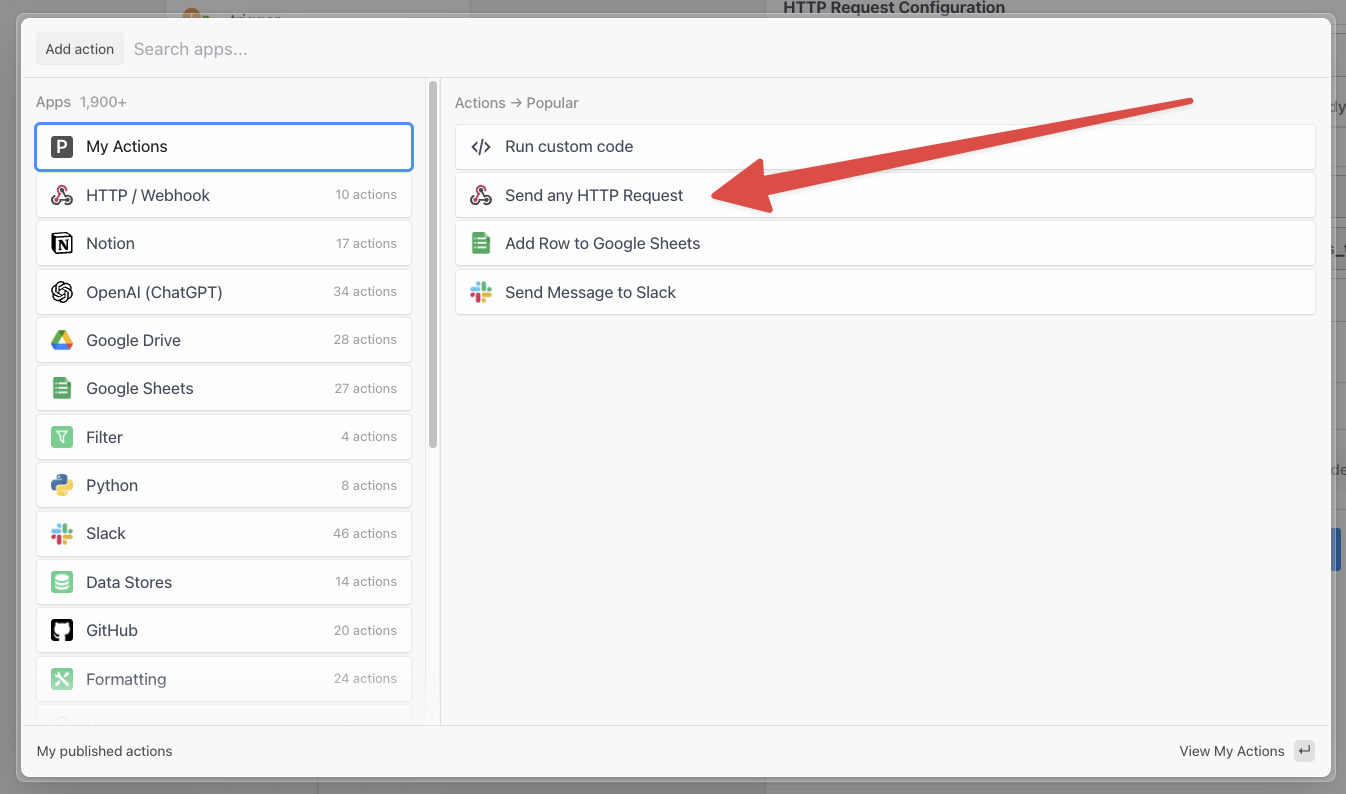 trigger
HTTP Request Configuration
Add action
Search apps...
Apps 1,900+
P My Actions
HTTP / Webhook 10 actions
Notion 17 actions
OpenAI (ChatGPT) 34 actions
Google Drive 28 actions
Google Sheets 27 actions
Filter 4 actions
Python 8 actions
Slack 46 actions
Data Stores 14 actions
GitHub 20 actions
Formatting 24 actions
Actions → Popular
</> Run custom code
Send any HTTP Request
Add Row to Google Sheets
Send Message to Slack
My published actions
View My Actions ↵